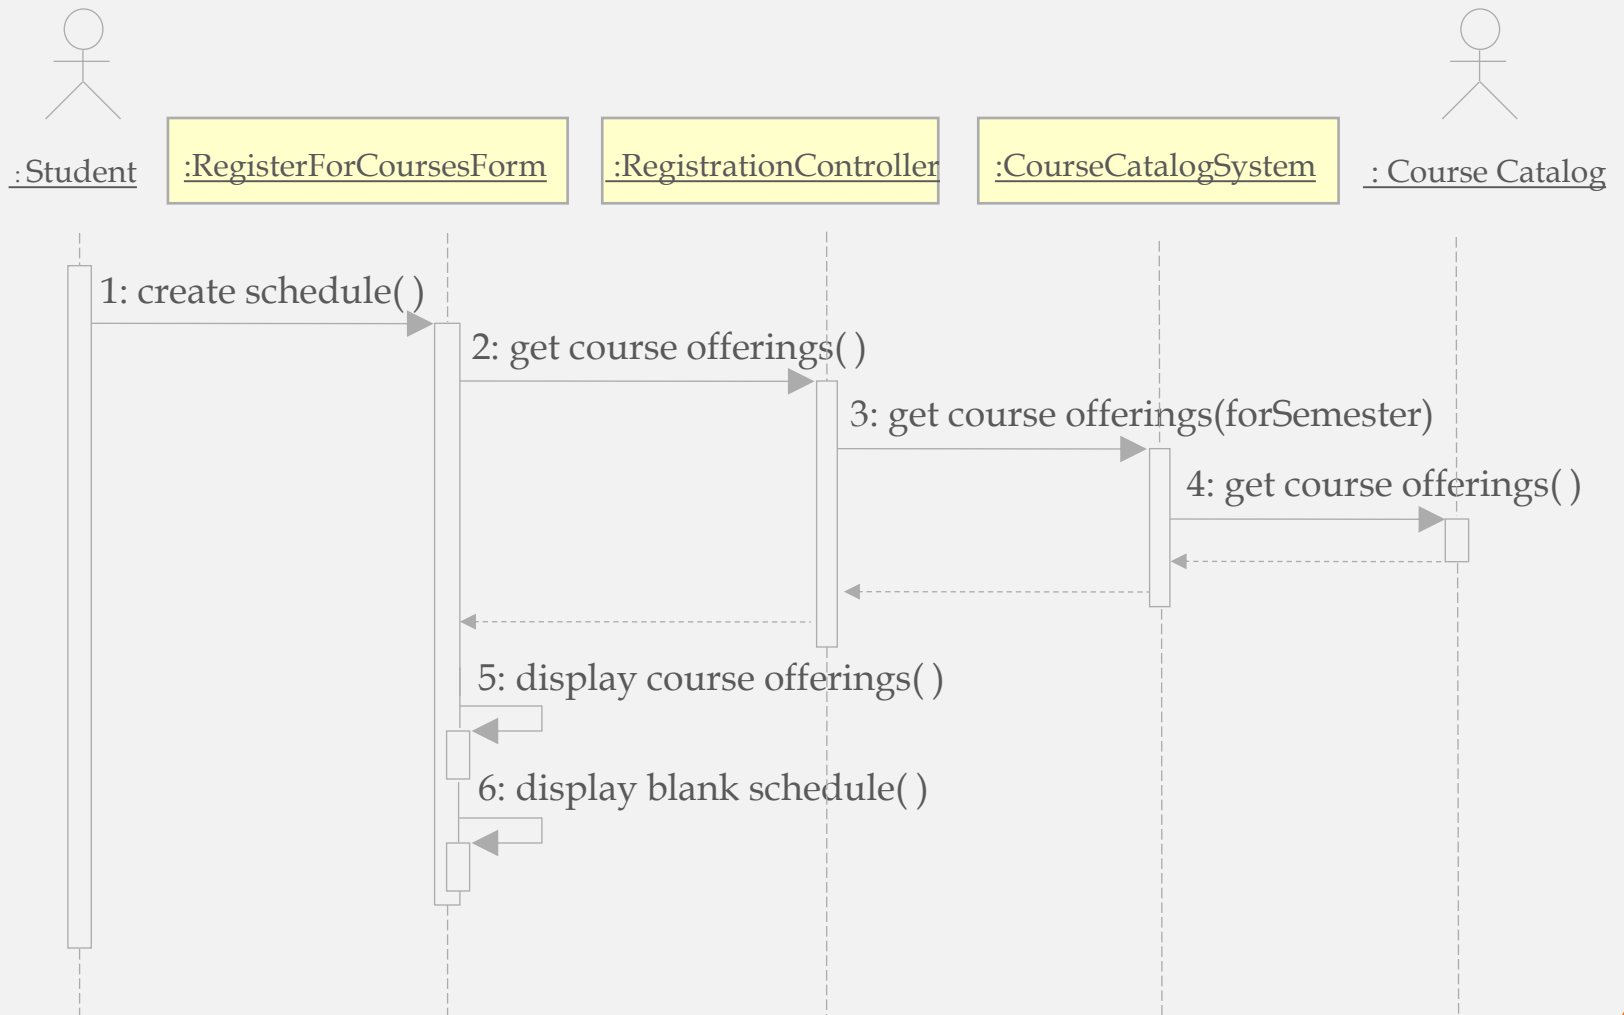 : Student
:RegisterForCoursesForm
:RegistrationController
:CourseCatalogSystem
: Course Catalog
1: create schedule( )
2: get course offerings( )
3: get course offerings(forSemester)
4: get course offerings( )
5: display course offerings( )
6: display blank schedule( )